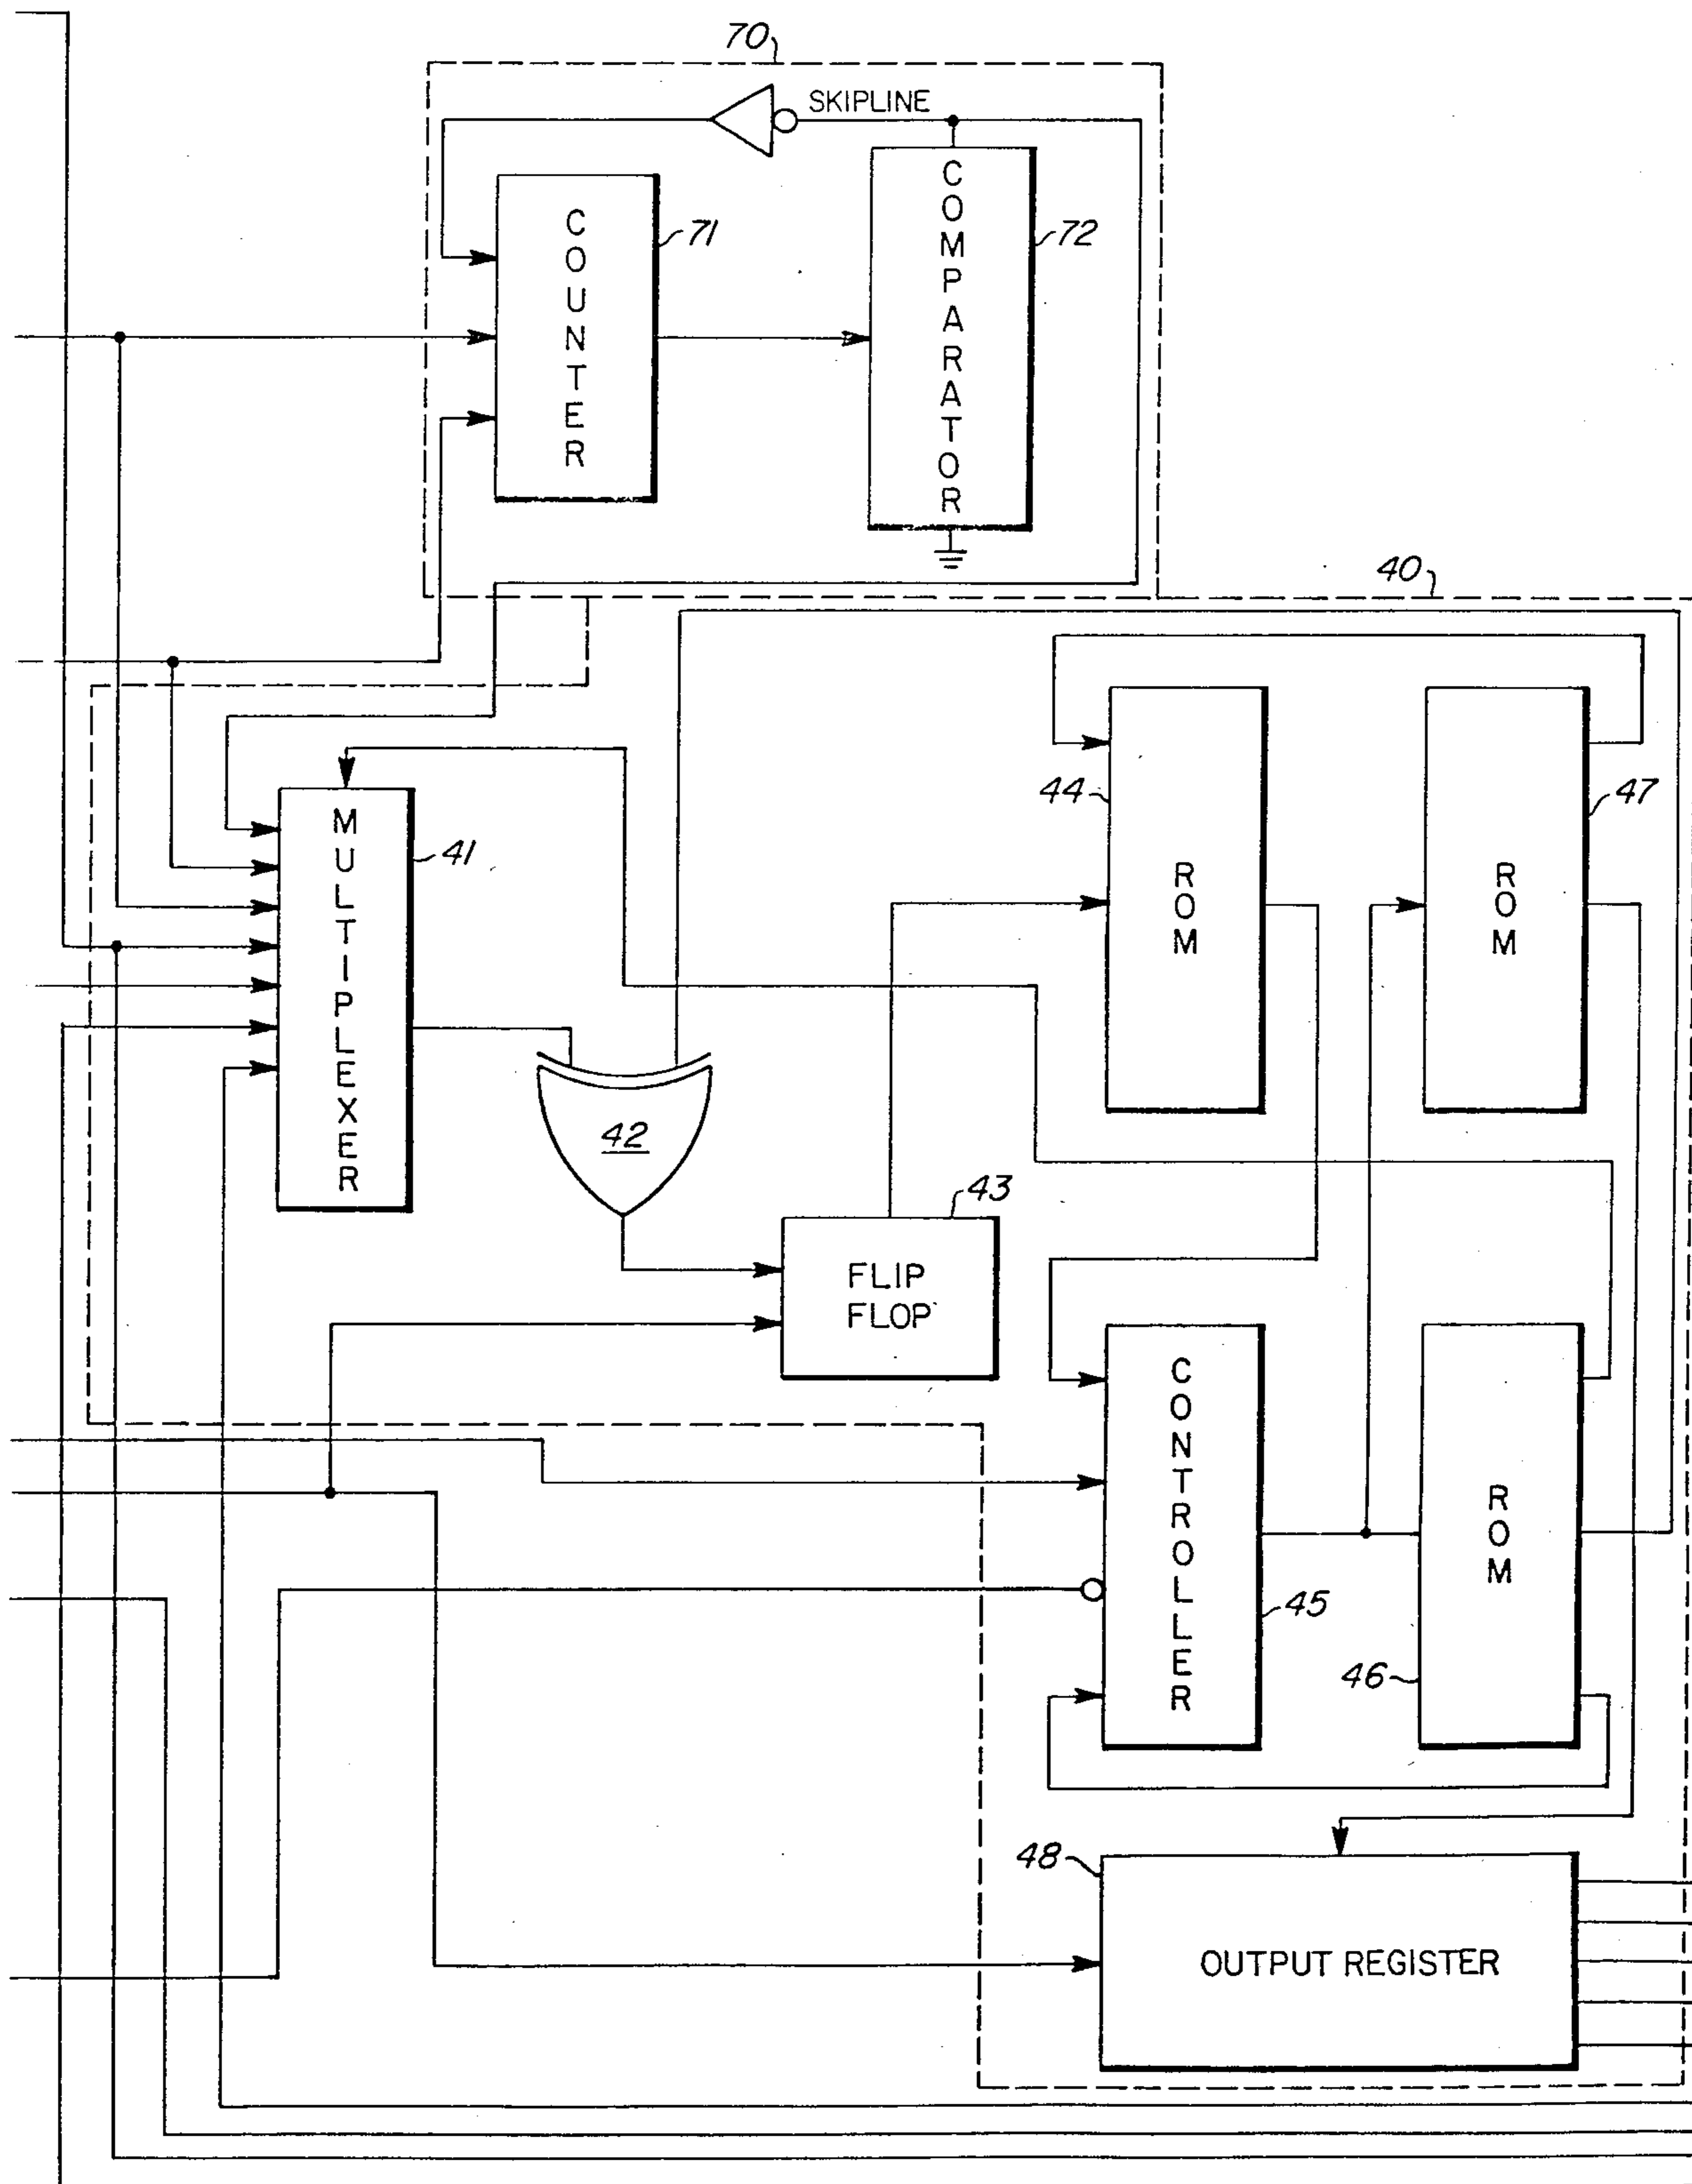 70
SKIPLINE
COUNTER
71
COMPARATOR
72
40
MULTIPLEXER
41
44
ROM
47
ROM
42
43
FLIP
FLOP
CONTROLLER
45
ROM
46
48
OUTPUT REGISTER